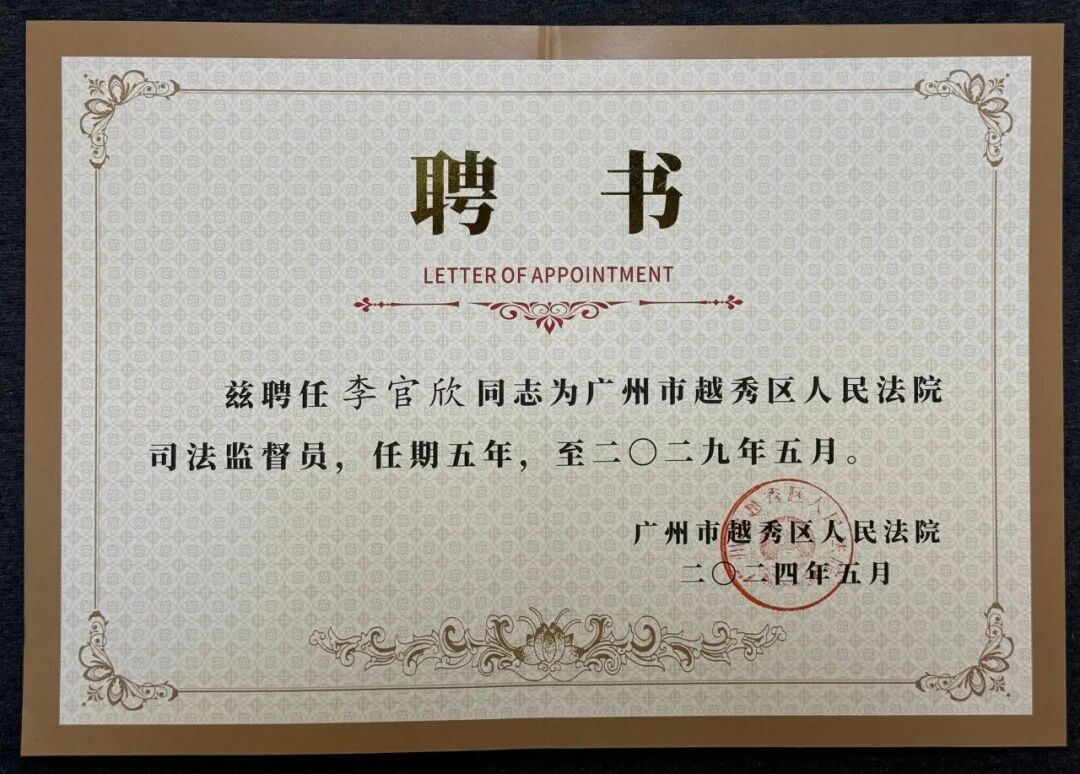 聘书
LETTER OF APPOINTMENT
兹聘任李官欣同志为广州市越秀区人民法院
司法监督员，任期五年，至二〇二九年五月。
广州市越秀区人民法院
二〇二四年五月